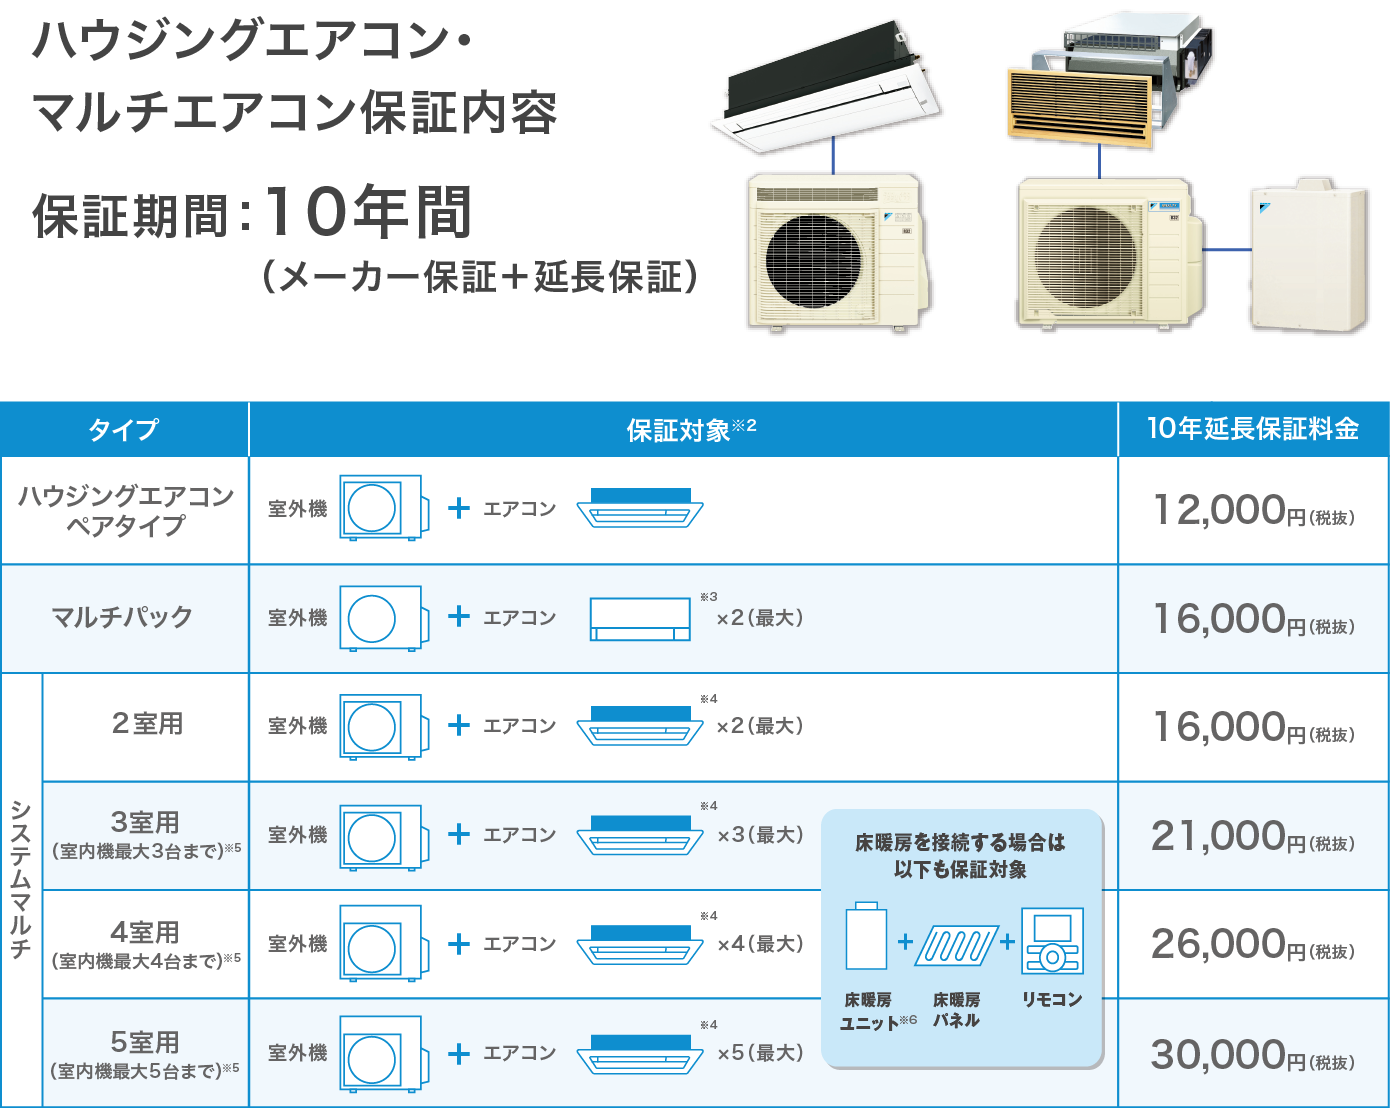 ハウジングエアコン・
マルチエアコン保証内容
保証期間：10年間
（メーカー保証＋延長保証）
タイプ
保証対象※2
10年延長保証料金
ハウジングエアコン
ペアタイプ
室外機
+
エアコン
12,000円（税抜）
マルチパック
室外機
+
エアコン
※3
×2（最大）
16,000円（税抜）
システムマルチ
2室用
室外機
+
エアコン
※4
×2（最大）
16,000円（税抜）
3室用
（室内機最大3台まで）※5
室外機
+
エアコン
※4
×3（最大）
21,000円（税抜）
4室用
（室内機最大4台まで）※5
室外機
+
エアコン
※4
×4（最大）
26,000円（税抜）
5室用
（室内機最大5台まで）※5
室外機
+
エアコン
※4
×5（最大）
30,000円（税抜）
床暖房を接続する場合は
以下も保証対象
+
+
床暖房
ユニット※6
床暖房
パネル
リモコン